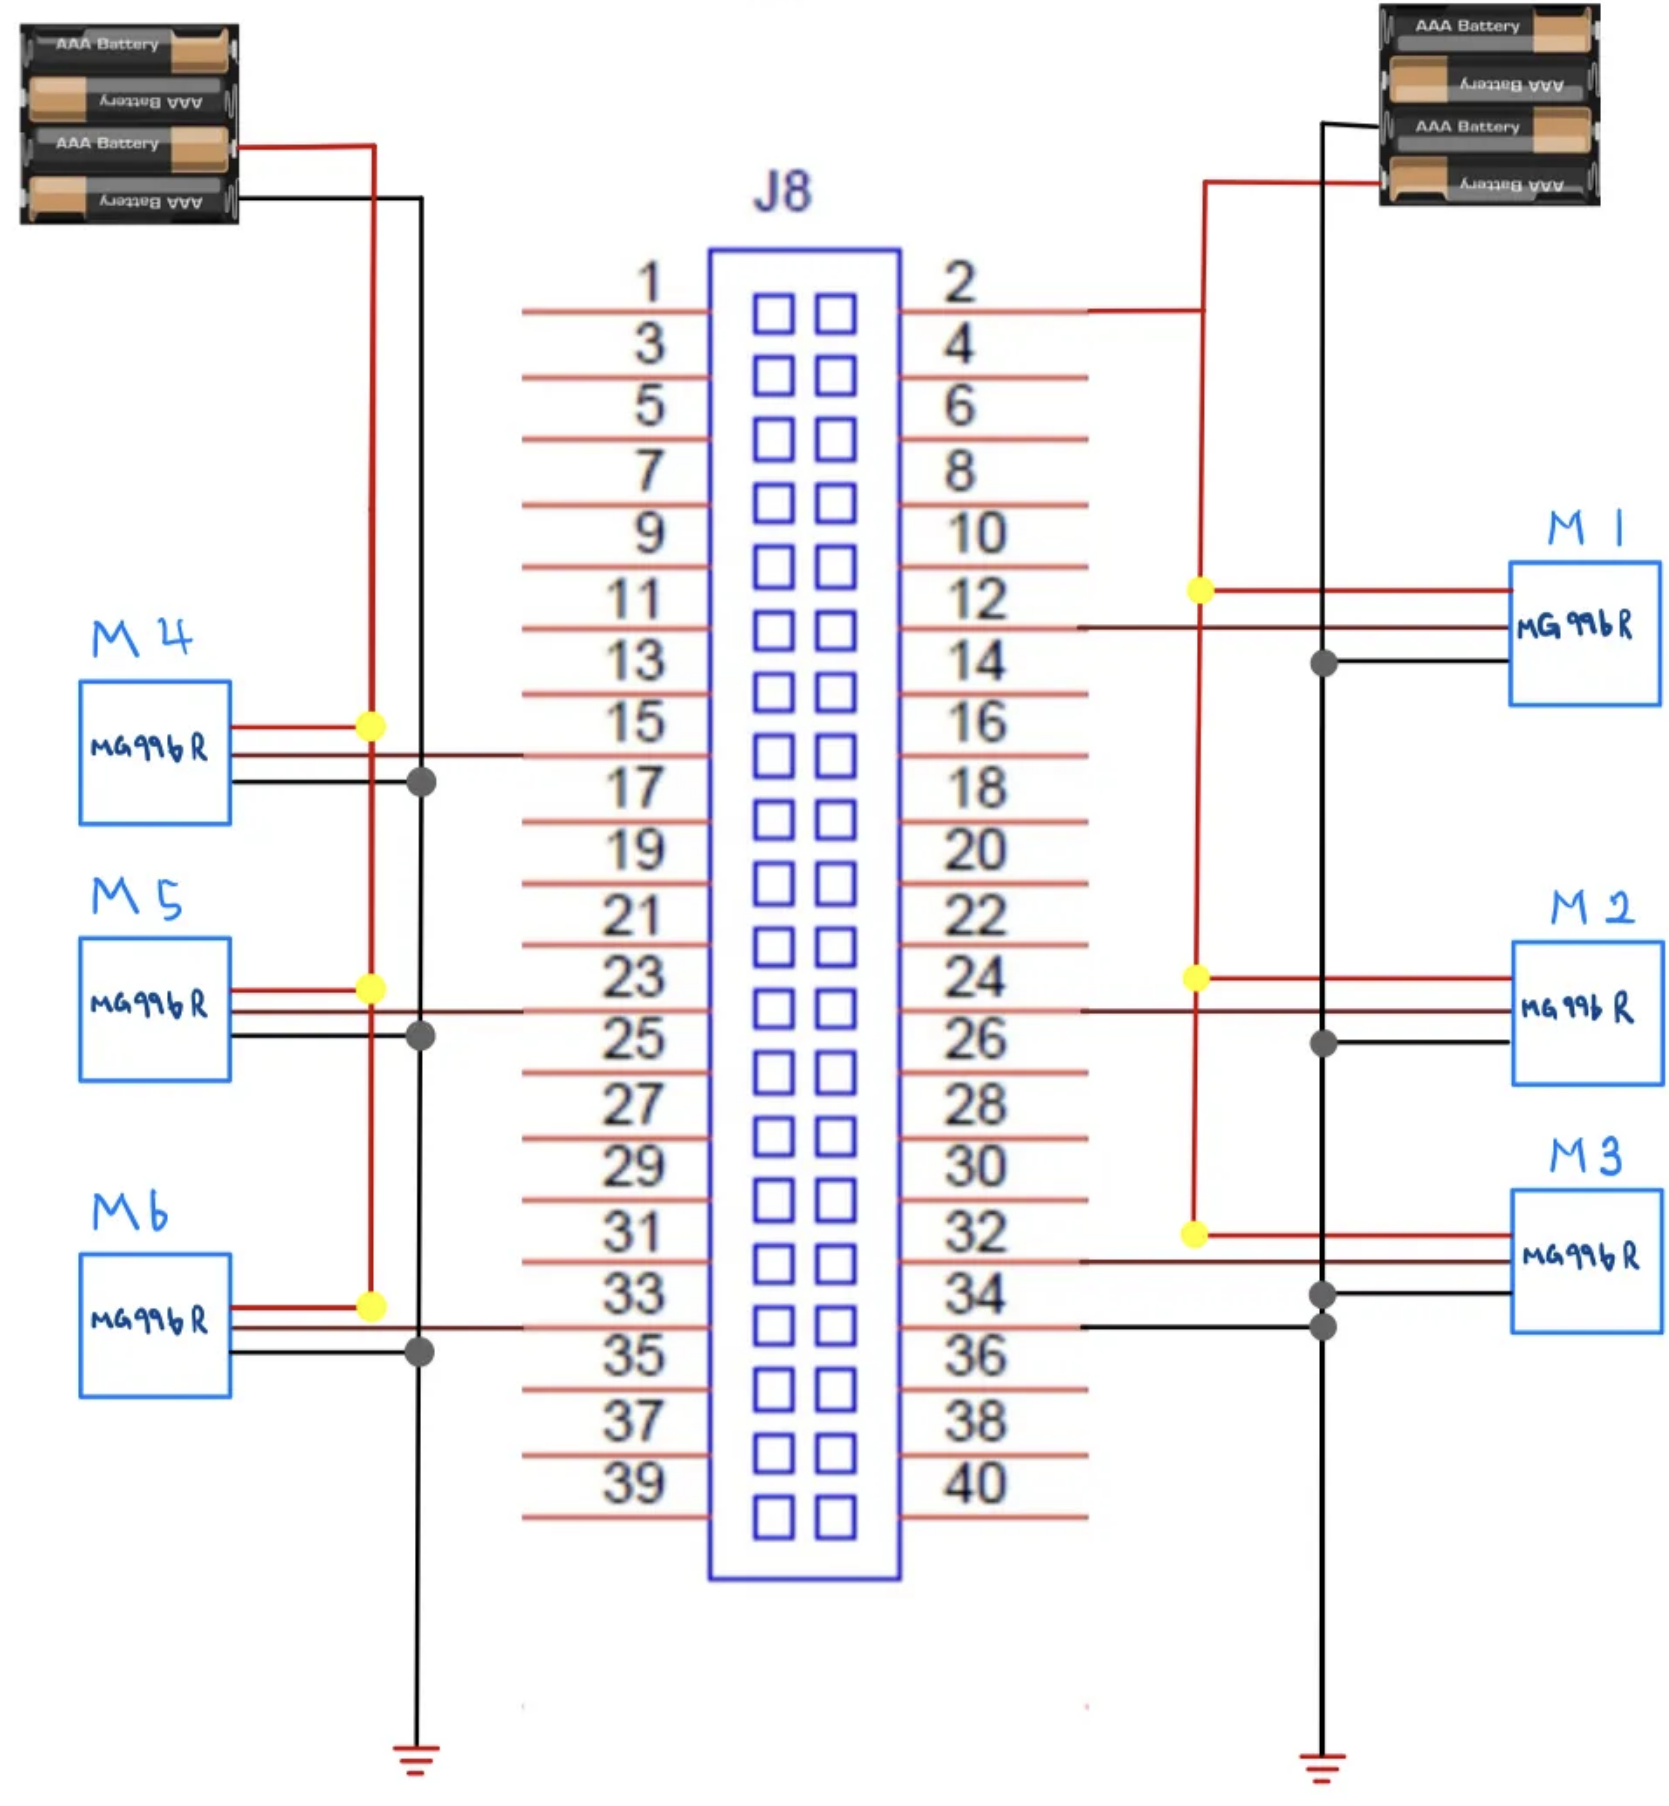 AAA Battery
AAA Battery
AAA Battery
AAA Battery
AAA Battery
AAA Battery
AAA Battery
AAA Battery
J8
1 2
3 4
5 6
7 8
9 10
11 12
13 14
15 16
17 18
19 20
21 22
23 24
25 26
27 28
29 30
31 32
33 34
35 36
37 38
39 40
M 4
MG996R
M 5
MG996R
M 6
MG996R
M 1
MG996R
M 2
MG996R
M 3
MG996R